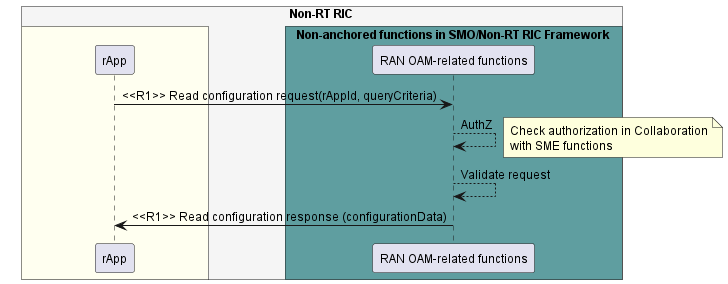 Non-RT RIC
Non-anchored functions in SMO/Non-RT RIC Framework
rApp
RAN OAM-related functions
<<R1>> Read configuration request(rAppId, queryCriteria)
AuthZ
Check authorization in Collaboration
with SME functions
Validate request
<<R1>> Read configuration response (configurationData)
rApp
RAN OAM-related functions